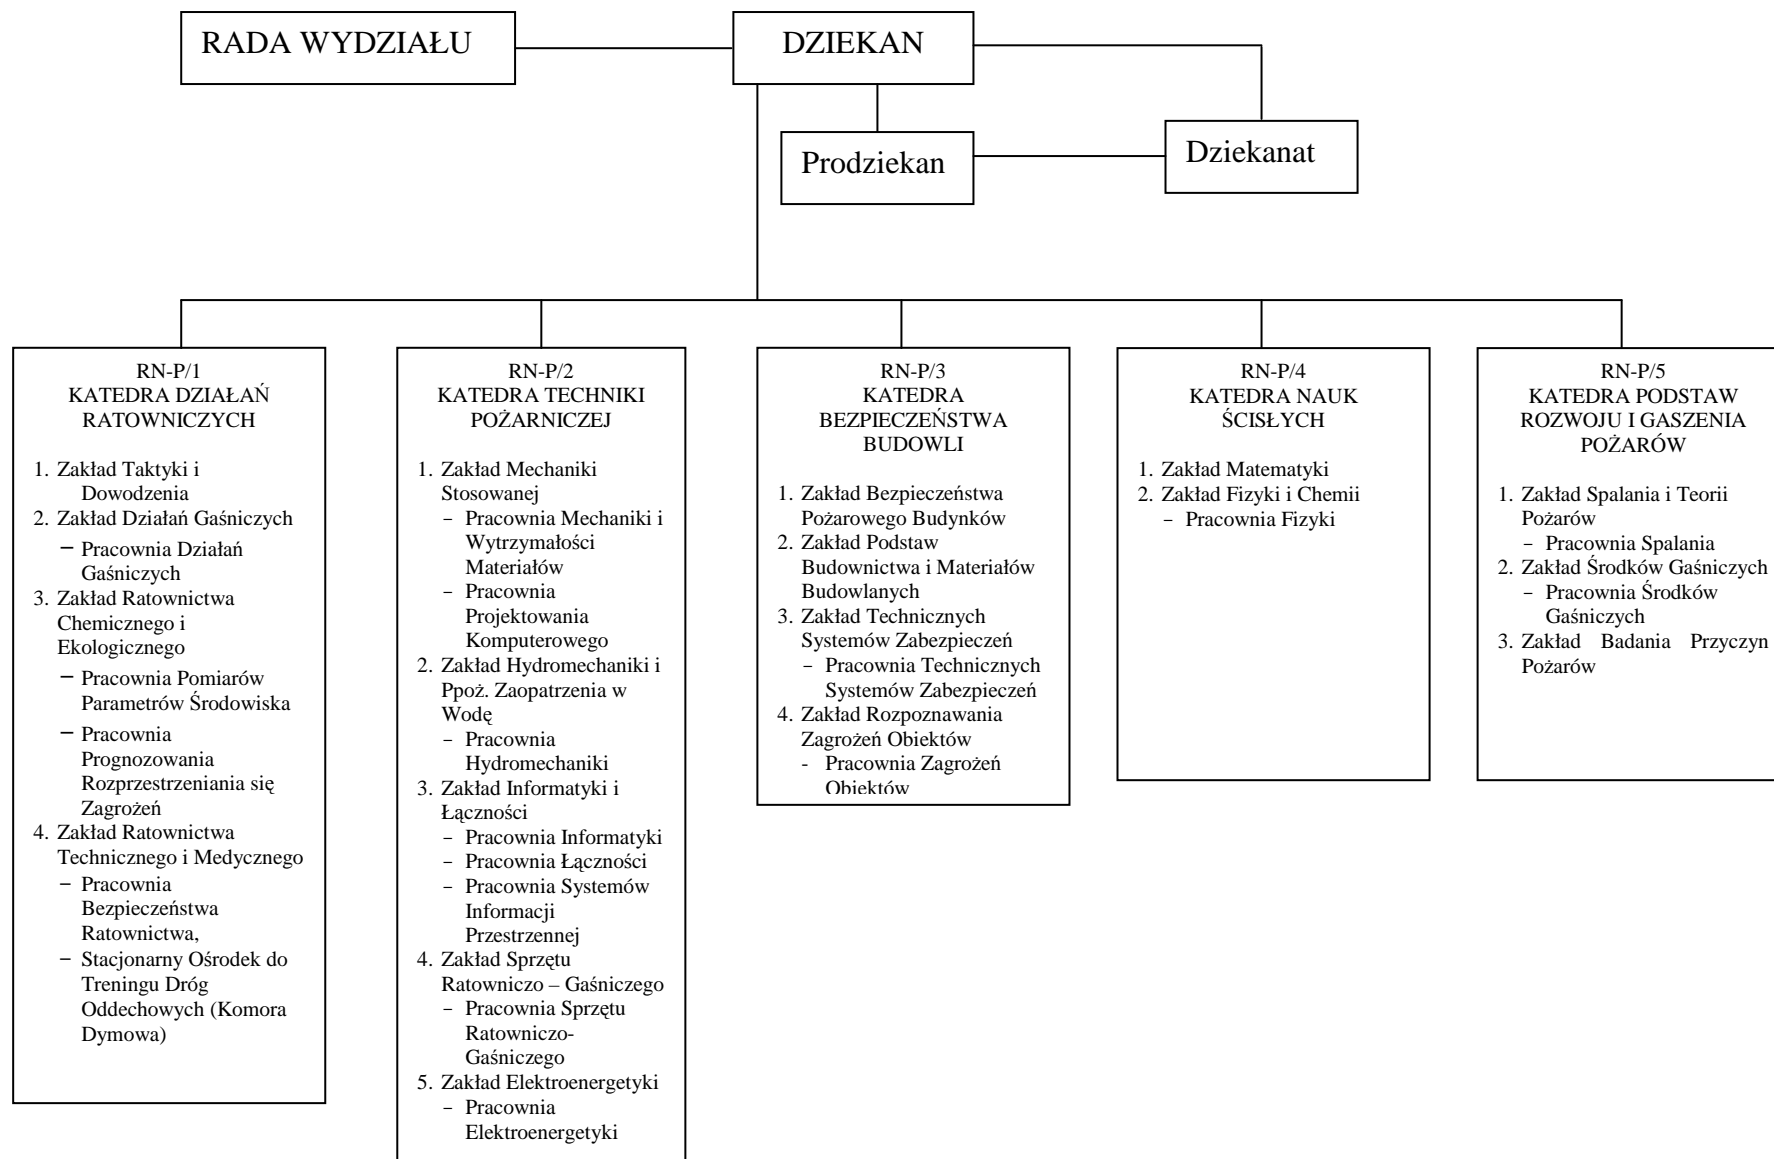 RADA WYDZIAŁU
DZIEKAN
Prodziekan
Dziekanat
RN-P/1
KATEDRA DZIAŁAŃ
RATOWNICZYCH
1. Zakład Taktyki i
Dowodzenia
2. Zakład Działań Gaśniczych
– Pracownia Działań
Gaśniczych
3. Zakład Ratownictwa
Chemicznego i
Ekologicznego
– Pracownia Pomiarów
Parametrów Środowiska
– Pracownia
Prognozowania
Rozprzestrzeniania się
Zagrożeń
4. Zakład Ratownictwa
Technicznego i Medycznego
– Pracownia
Bezpieczeństwa
Ratownictwa,
– Stacjonarny Ośrodek do
Treningu Dróg
Oddechowych (Komora
Dymowa)
RN-P/2
KATEDRA TECHNIKI
POŻARNICZEJ
1. Zakład Mechaniki
Stosowanej
- Pracownia Mechaniki i
Wytrzymałości
Materiałów
- Pracownia
Projektowania
Komputerowego
2. Zakład Hydromechaniki i
Ppoż. Zaopatrzenia w
Wodę
- Pracownia
Hydromechaniki
3. Zakład Informatyki i
Łączności
- Pracownia Informatyki
- Pracownia Łączności
- Pracownia Systemów
Informacji
Przestrzennej
4. Zakład Sprzętu
Ratowniczo – Gaśniczego
- Pracownia Sprzętu
Ratowniczo-
Gaśniczego
5. Zakład Elektroenergetyki
- Pracownia
Elektroenergetyki
RN-P/3
KATEDRA
BEZPIECZEŃSTWA
BUDOWLI
1. Zakład Bezpieczeństwa
Pożarowego Budynków
2. Zakład Podstaw
Budownictwa i Materiałów
Budowlanych
3. Zakład Technicznych
Systemów Zabezpieczeń
- Pracownia Technicznych
Systemów Zabezpieczeń
4. Zakład Rozpoznawania
Zagrożeń Obiektów
- Pracownia Zagrożeń
Obiektów
RN-P/4
KATEDRA NAUK
ŚCISŁYCH
1. Zakład Matematyki
2. Zakład Fizyki i Chemii
- Pracownia Fizyki
RN-P/5
KATEDRA PODSTAW
ROZWOJU I GASZENIA
POŻARÓW
1. Zakład Spalania i Teorii
Pożarów
- Pracownia Spalania
2. Zakład Środków Gaśniczych
- Pracownia Środków
Gaśniczych
3. Zakład Badania Przyczyn
Pożarów